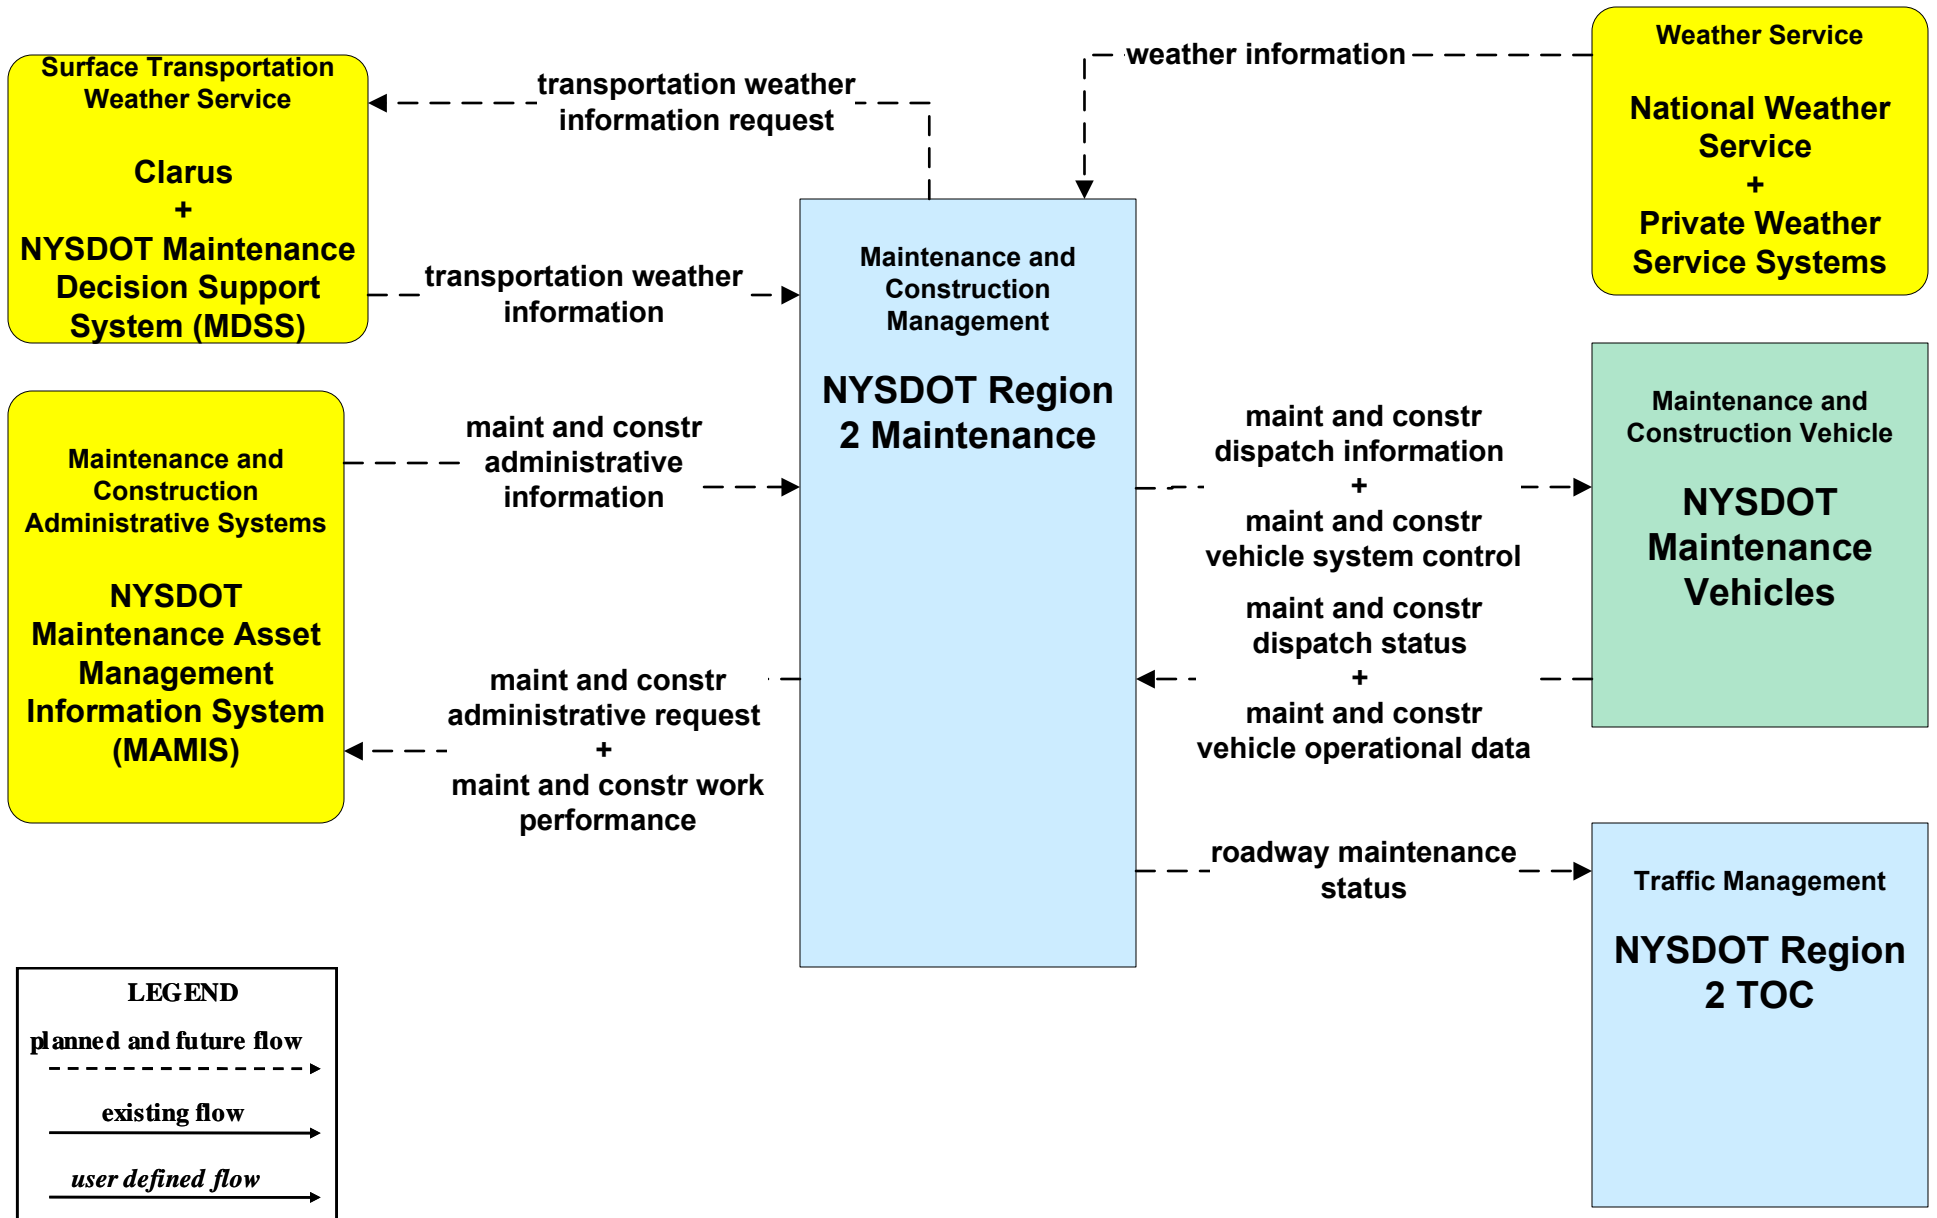 Surface Transportation
Weather Service
Clarus
+
NYSDOT Maintenance
Decision Support
System (MDSS)
transportation weather
information request
weather information
Weather Service
National Weather
Service
+
Private Weather
Service Systems
transportation weather
information
Maintenance and
Construction
Management
NYSDOT Region
2 Maintenance
Maintenance and
Construction
Administrative Systems
NYSDOT
Maintenance Asset
Management
Information System
(MAMIS)
maint and constr
administrative
information
maint and constr
administrative request
+
maint and constr work
performance
maint and constr
dispatch information
+
maint and constr
vehicle system control
maint and constr
dispatch status
+
maint and constr
vehicle operational data
Maintenance and
Construction Vehicle
NYSDOT
Maintenance
Vehicles
roadway maintenance
status
Traffic Management
NYSDOT Region
2 TOC
LEGEND
planned and future flow
existing flow
user defined flow